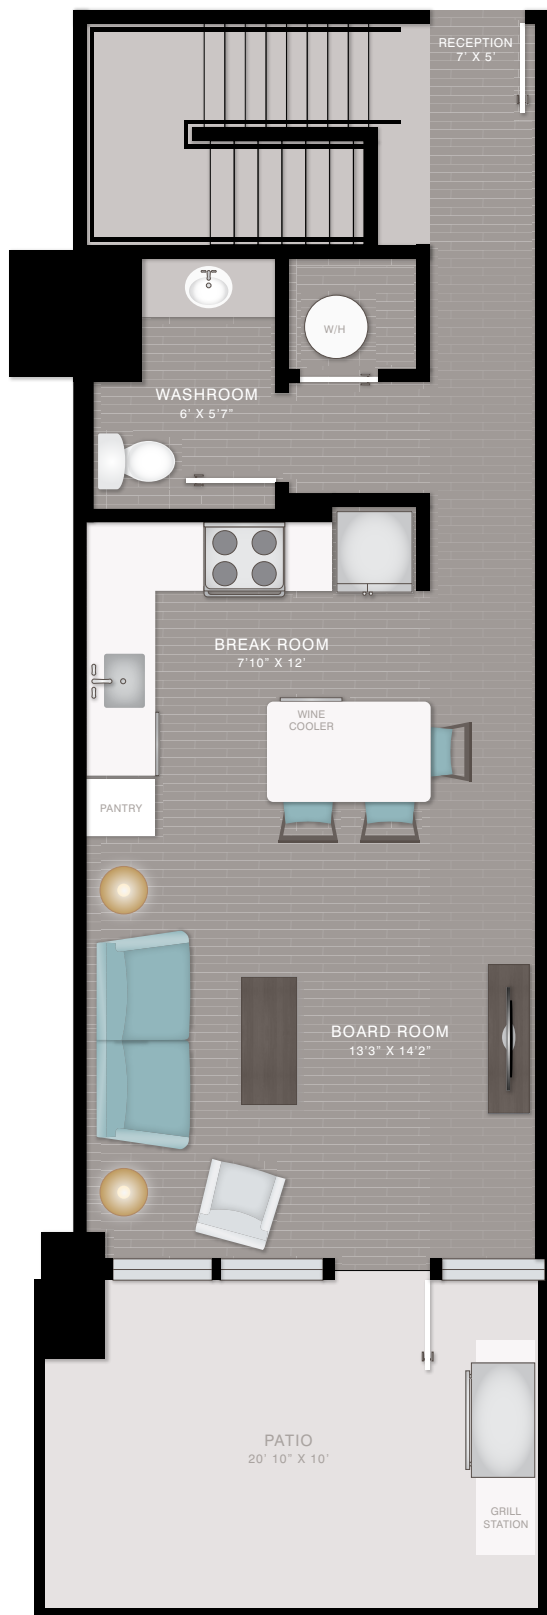 RECEPTION
7' X 5'
W/H
WASHROOM
6' X 5'7"
BREAK ROOM
7'10" X 12'
WINE
COOLER
PANTRY
BOARD ROOM
13'3" X 14'2"
PATIO
20' 10" X 10'
GRILL
STATION